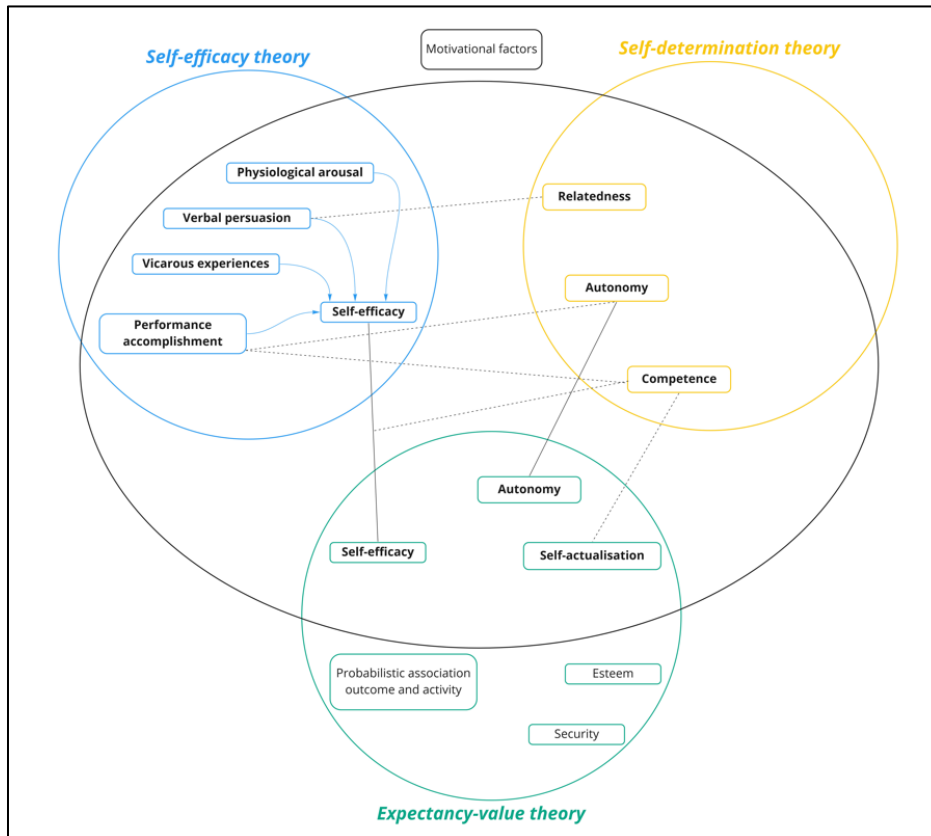 Motivational factors
Self-efficacy theory
Self-determination theory
Physiological arousal
Relatedness
Verbal persuasion
Vicarous experiences
Autonomy
Self-efficacy
Performance
accomplishment
Competence
Autonomy
Self-efficacy
Self-actualisation
Probabilistic association
outcome and activity
Esteem
Security
Expectancy-value theory